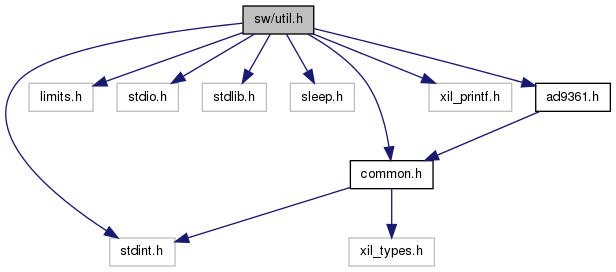 sw/util.h
limits.h
stdio.h
stdlib.h
sleep.h
xil_printf.h
ad9361.h
common.h
stdint.h
xil_types.h